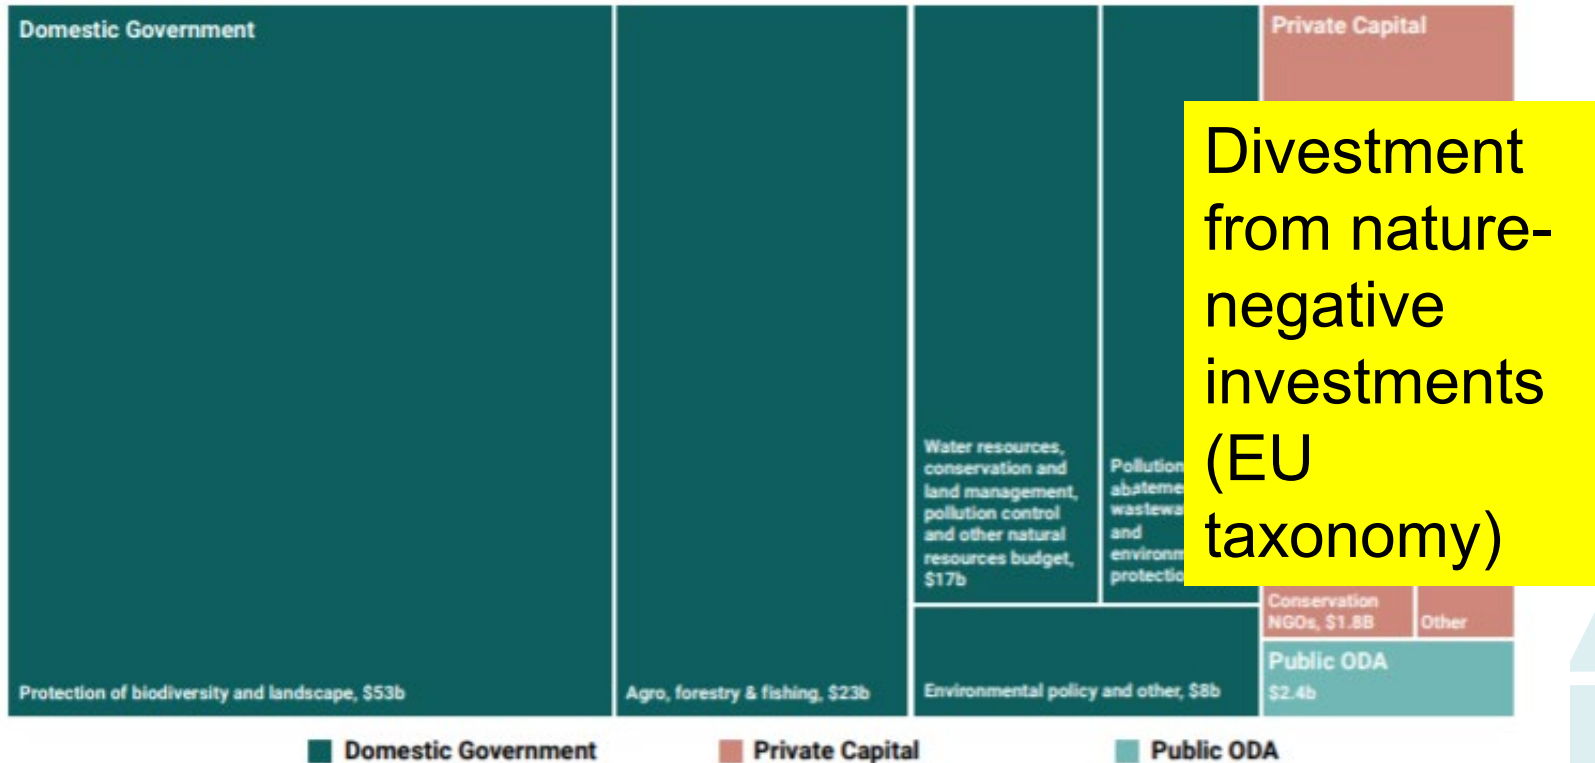 Domestic Government
Private Capital
Divestment
from nature-
negative
investments
(EU
taxonomy)
Water resources,
conservation and
land management,
pollution control
and other natural
resources budget,
$17b
Pollution
and
Conservation
NGOs, $1.8B
Other
Public ODA
$2.4b
Protection of biodiversity and landscape, $53b
Agro, forestry & fishing, $23b
Environmental policy and other, $8b
Domestic Government
Private Capital
Public ODA